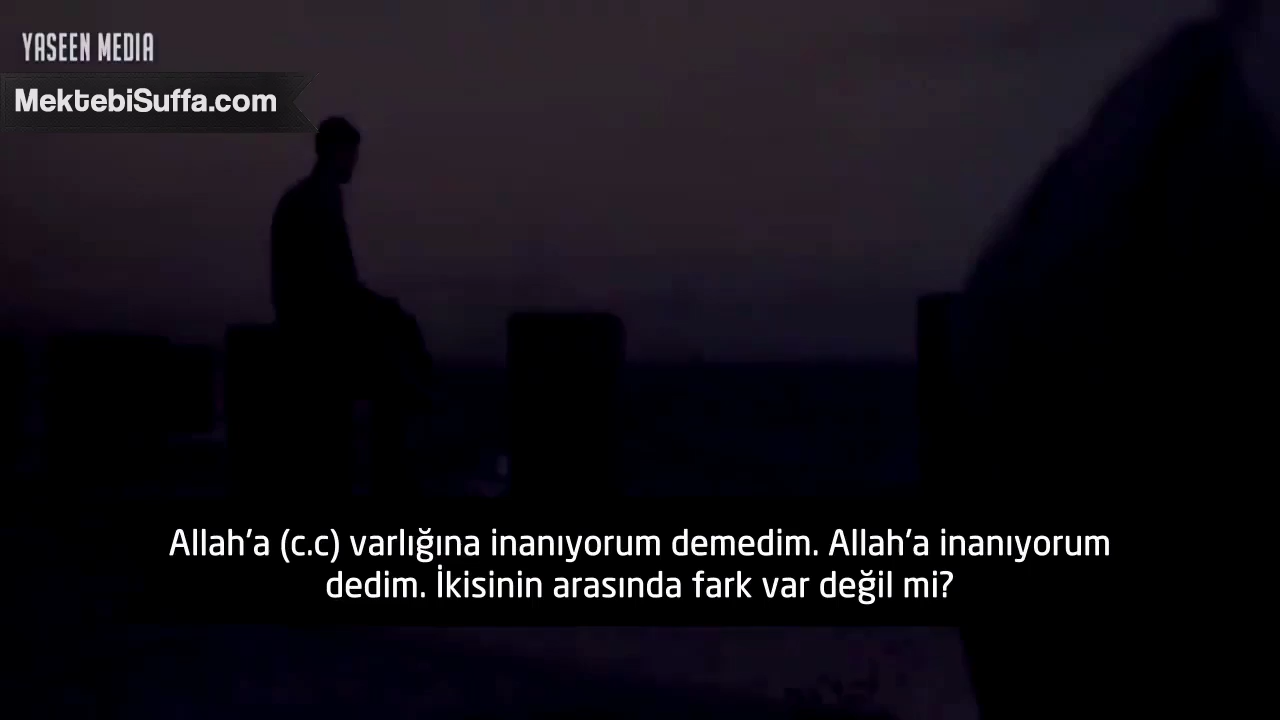 YASEEN MEDIA
MektebiSuffa.com
Allah’a (c.c) varlığına inanıyorum demedim. Allah’a inanıyorum
dedim. İkisinin arasında fark var değil mi?